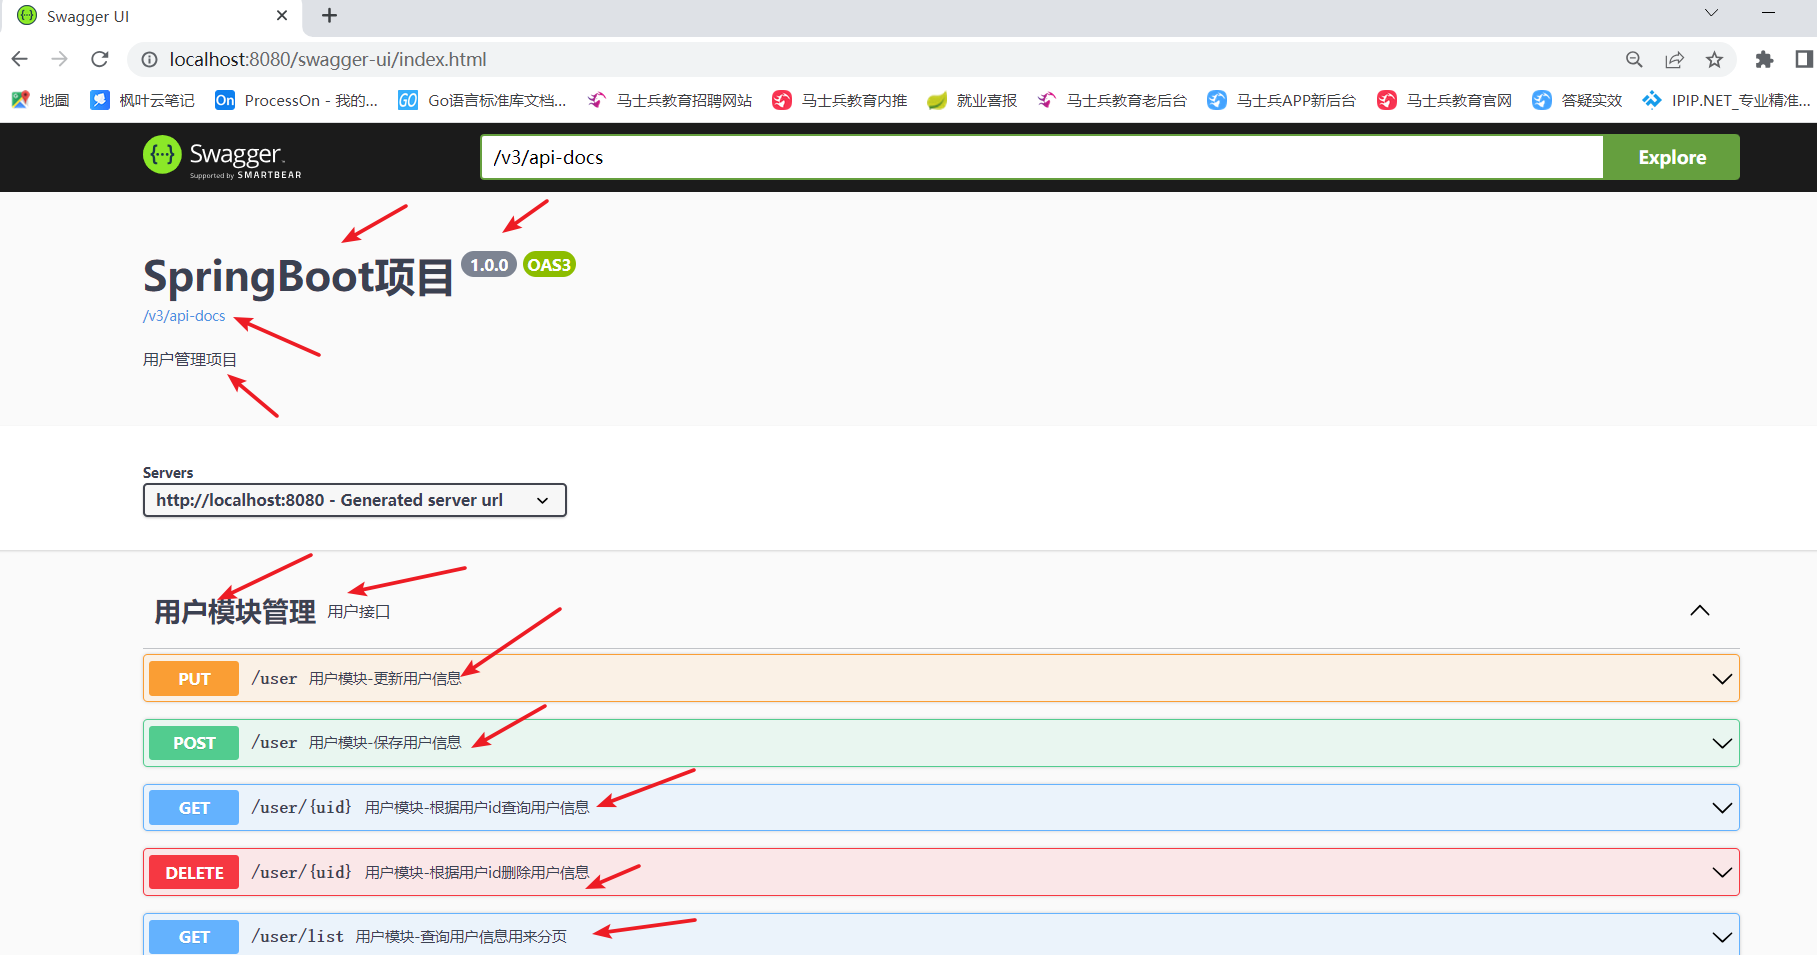 Swagger UI
localhost:8080/swagger-ui/index.html
地图 枫叶云笔记 On ProcessOn - 我的... GO Go语言标准库文档... 马士兵教育招聘网站 马士兵教育内推 就业喜报 马士兵教育老后台 马士兵APP新后台 马士兵教育官网 答疑实效 IPIP.NET_专业精准...
Swagger.
Supported by SMARTBEAR
/v3/api-docs
Explore
SpringBoot项目 1.0.0 OAS3
/v3/api-docs
用户管理项目
Servers
http://localhost:8080 - Generated server url
用户模块管理 用户接口
PUT /user 用户模块-更新用户信息
POST /user 用户模块-保存用户信息
GET /user/{uid} 用户模块-根据用户id查询用户信息
DELETE /user/{uid} 用户模块-根据用户id删除用户信息
GET /user/list 用户模块-查询用户信息用来分页